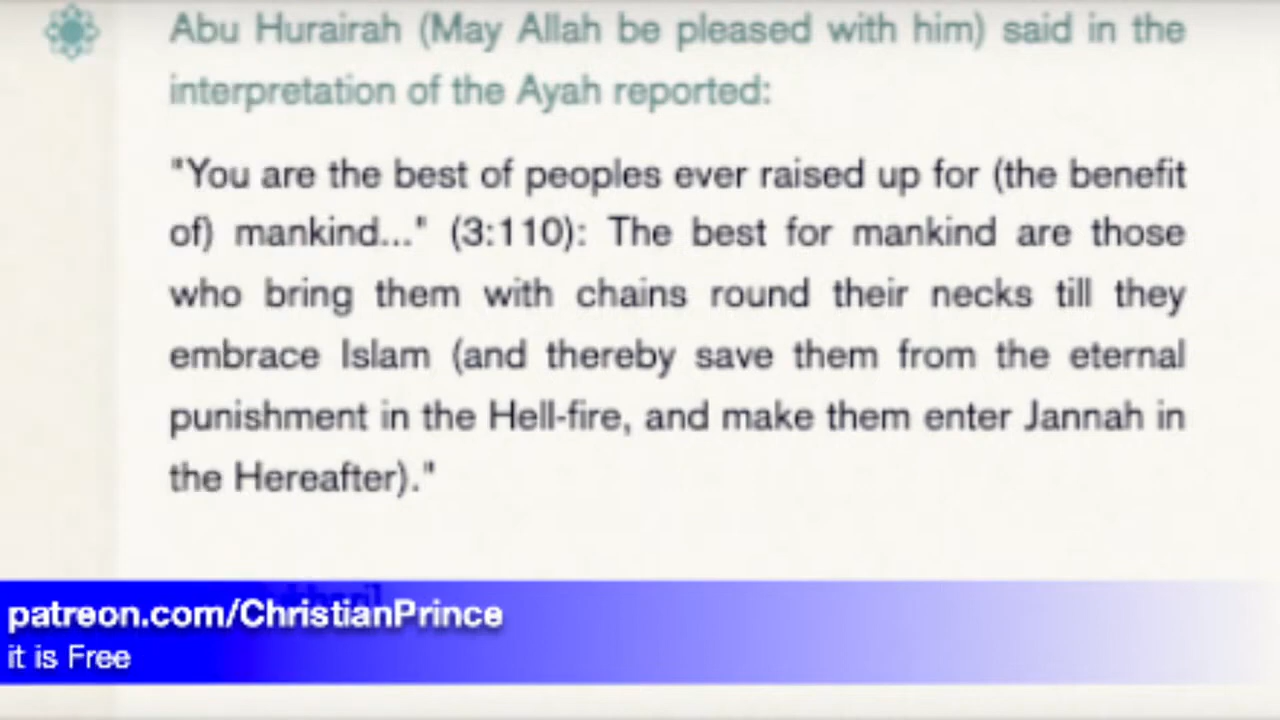 Abu Hurairah (May Allah be pleased with him) said in the
interpretation of the Ayah reported:
"You are the best of peoples ever raised up for (the benefit
of) mankind..." (3:110): The best for mankind are those
who bring them with chains round their necks till they
embrace Islam (and thereby save them from the eternal
punishment in the Hell-fire, and make them enter Jannah in
the Hereafter)."
patreon.com/ChristianPrince
it is Free